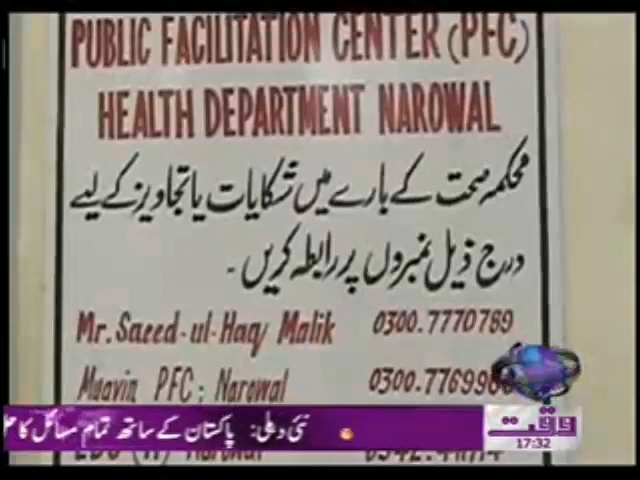 PUBLIC FACILITATION CENTER (PFC)
HEALTH DEPARTMENT NAROWAL
محکمہ صحت کے بارے میں شکایات یا تجاویز کے لیے
درج ذیل نمبروں پر رابطہ کریں۔
Mr. Saeed-ul-Haq Malik 0300.7770789
Muavin PFC: Narowal
نئی دہلی: پاکستان کے ساتھ تمام مسائل کا
وقت
17:32
Narowal